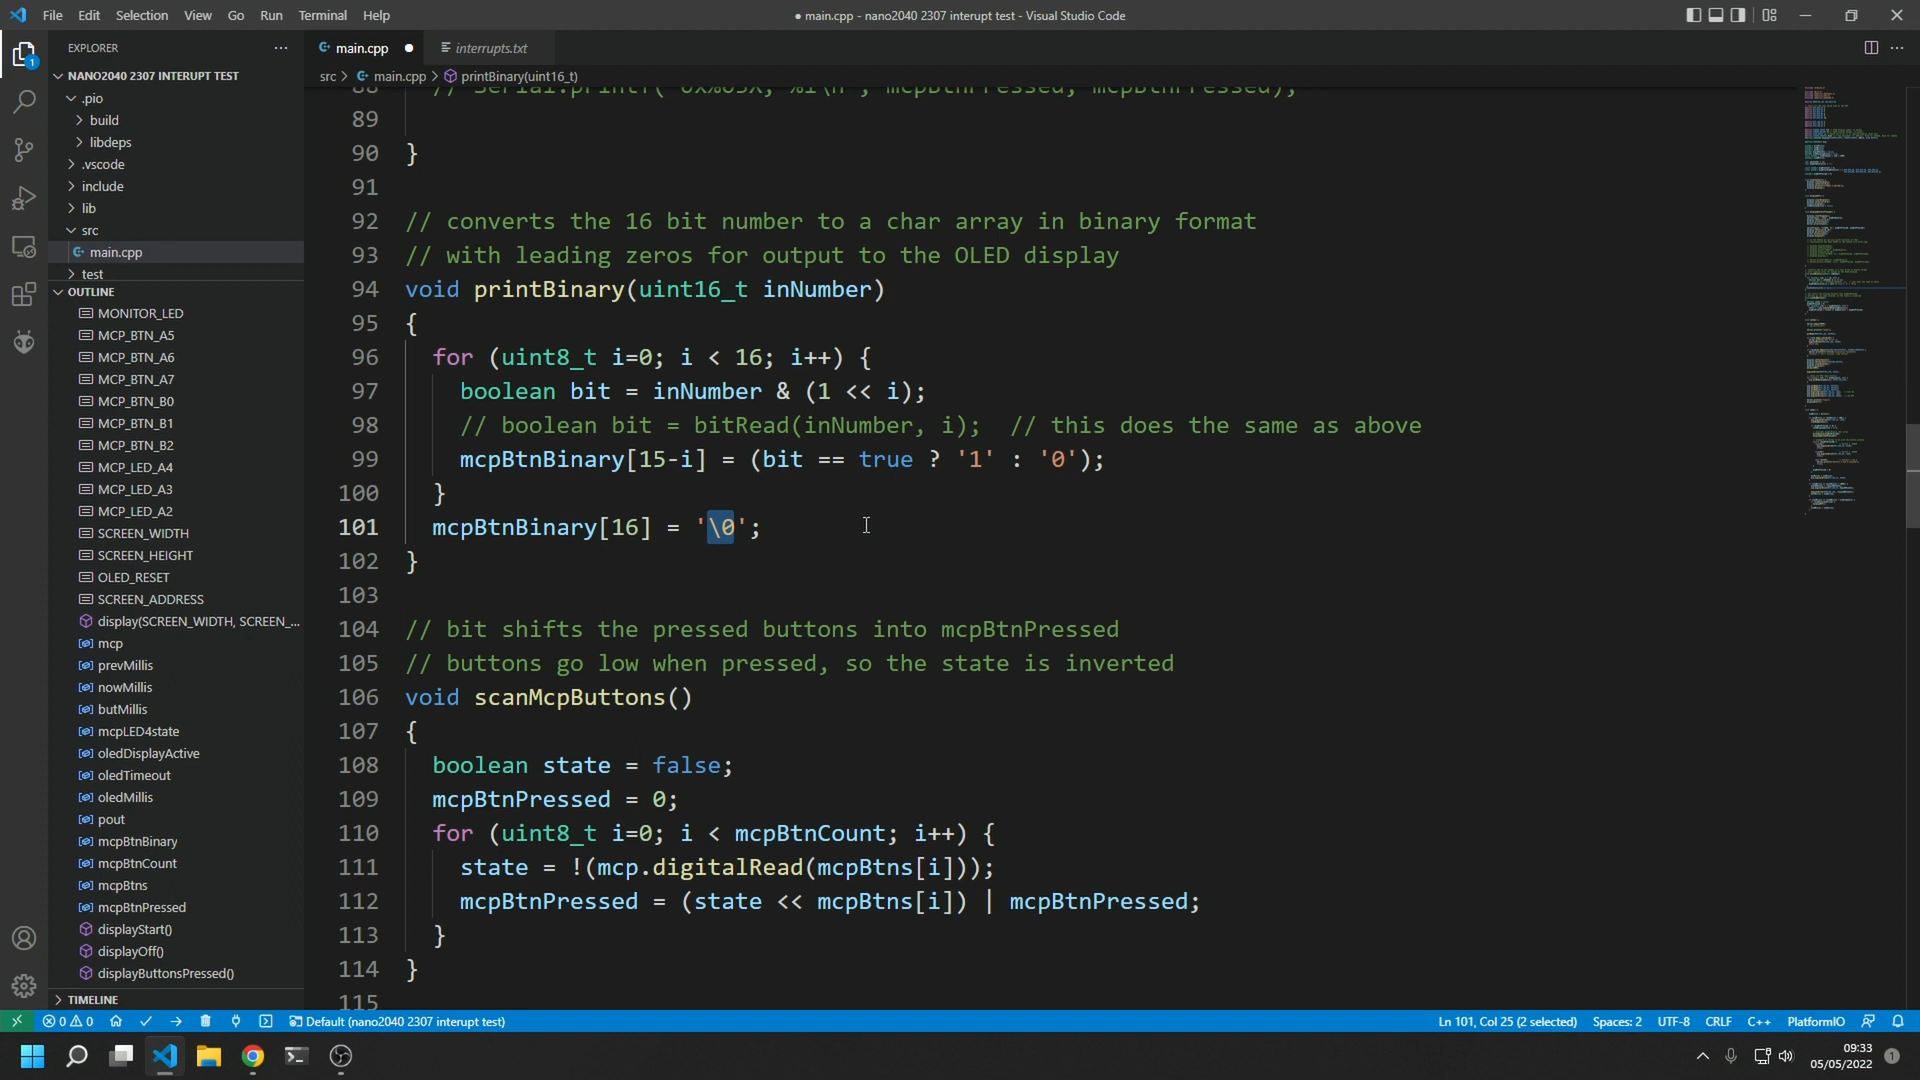 File Edit Selection View Go Run Terminal Help
● main.cpp - nano2040 2307 interupt test - Visual Studio Code
EXPLORER
NANO2040 2307 INTERUPT TEST
.pio
build
libdeps
.vscode
include
lib
src
main.cpp
test
OUTLINE
MONITOR_LED
MCP_BTN_A5
MCP_BTN_A6
MCP_BTN_A7
MCP_BTN_B0
MCP_BTN_B1
MCP_BTN_B2
MCP_LED_A4
MCP_LED_A3
MCP_LED_A2
SCREEN_WIDTH
SCREEN_HEIGHT
OLED_RESET
SCREEN_ADDRESS
display(SCREEN_WIDTH, SCREEN_...
mcp
prevMillis
nowMillis
butMillis
mcpLED4state
oledDisplayActive
oledTimeout
oledMillis
pout
mcpBtnBinary
mcpBtnCount
mcpBtns
mcpBtnPressed
displayStart()
displayOff()
displayButtonsPressed()
TIMELINE
main.cpp ●
interrupts.txt
src > main.cpp > printBinary(uint16_t)
89
90 }
91
92 // converts the 16 bit number to a char array in binary format
93 // with leading zeros for output to the OLED display
94 void printBinary(uint16_t inNumber)
95 {
96 for (uint8_t i=0; i < 16; i++) {
97 boolean bit = inNumber & (1 << i);
98 // boolean bit = bitRead(inNumber, i); // this does the same as above
99 mcpBtnBinary[15-i] = (bit == true ? '1' : '0');
100 }
101 mcpBtnBinary[16] = '\0';
102 }
103
104 // bit shifts the pressed buttons into mcpBtnPressed
105 // buttons go low when pressed, so the state is inverted
106 void scanMcpButtons()
107 {
108 boolean state = false;
109 mcpBtnPressed = 0;
110 for (uint8_t i=0; i < mcpBtnCount; i++) {
111 state = !(mcp.digitalRead(mcpBtns[i]));
112 mcpBtnPressed = (state << mcpBtns[i]) | mcpBtnPressed;
113 }
114 }
115
1
0 0
Default (nano2040 2307 interupt test)
Ln 101, Col 25 (2 selected) Spaces: 2 UTF-8 CRLF C++ PlatformIO
09:33
05/05/2022
1